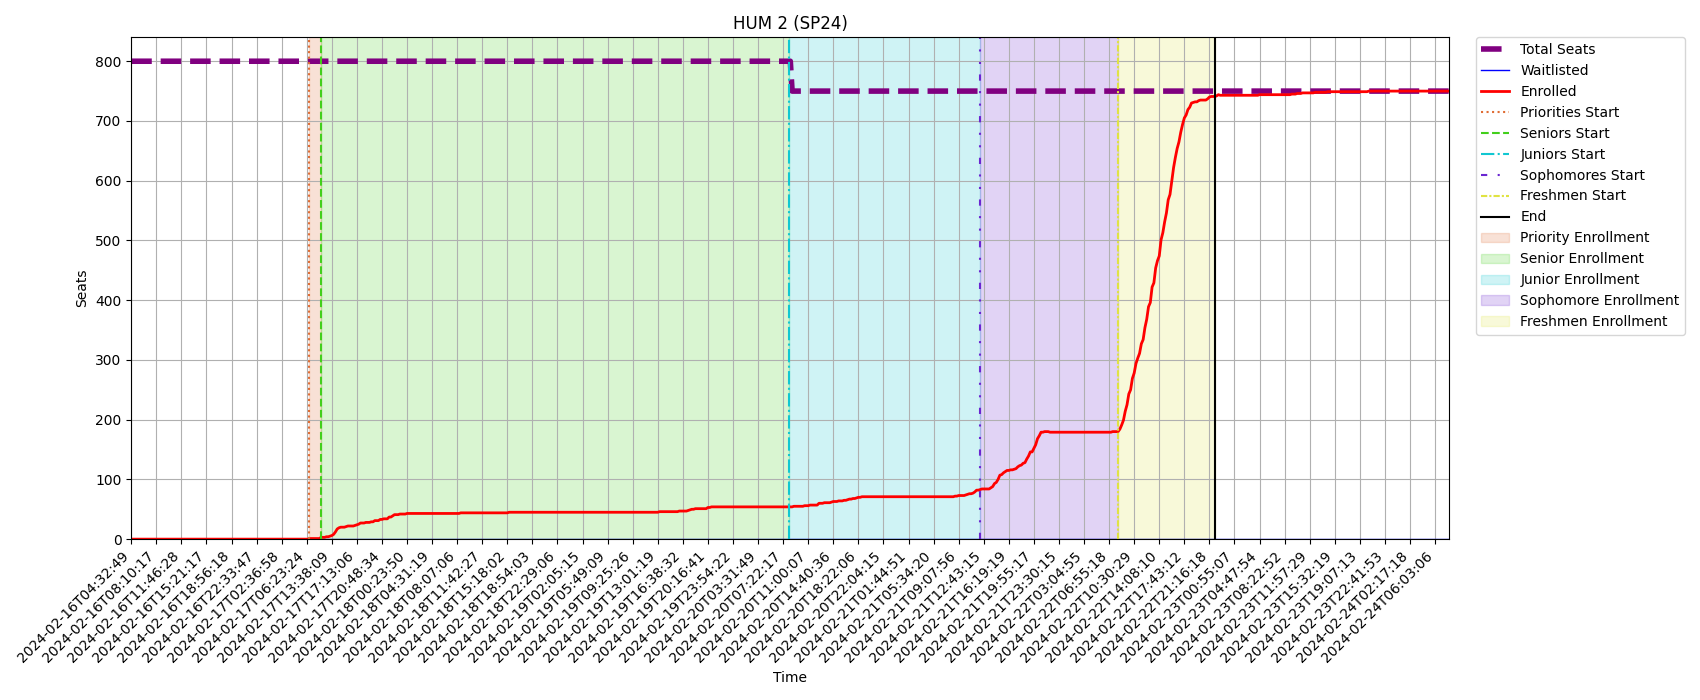 HUM 2 (SP24)
Seats
800
700
600
500
400
300
200
100
0
2024-02-16T04:32:49
2024-02-16T08:10:17
2024-02-16T11:46:28
2024-02-16T15:21:17
2024-02-16T18:56:18
2024-02-16T22:33:47
2024-02-17T02:36:58
2024-02-17T06:23:24
2024-02-17T13:38:09
2024-02-17T17:13:06
2024-02-17T20:48:34
2024-02-18T00:23:50
2024-02-18T04:31:19
2024-02-18T08:07:06
2024-02-18T11:42:27
2024-02-18T15:18:02
2024-02-18T18:54:03
2024-02-18T22:29:06
2024-02-19T02:05:15
2024-02-19T05:49:09
2024-02-19T09:25:26
2024-02-19T13:01:19
2024-02-19T16:38:32
2024-02-19T20:16:41
2024-02-19T23:54:22
2024-02-20T03:31:49
2024-02-20T07:22:17
2024-02-20T11:00:07
2024-02-20T14:40:36
2024-02-20T18:22:06
2024-02-20T22:04:15
2024-02-21T01:44:51
2024-02-21T05:34:20
2024-02-21T09:07:56
2024-02-21T12:43:15
2024-02-21T16:19:19
2024-02-21T19:55:17
2024-02-21T23:30:15
2024-02-22T03:04:55
2024-02-22T06:55:18
2024-02-22T10:30:29
2024-02-22T14:08:10
2024-02-22T17:43:12
2024-02-22T21:16:18
2024-02-23T00:55:07
2024-02-23T04:47:54
2024-02-23T08:22:52
2024-02-23T11:57:29
2024-02-23T15:32:19
2024-02-23T19:07:13
2024-02-23T22:41:53
2024-02-24T02:17:18
2024-02-24T06:03:06
Time
Total Seats
Waitlisted
Enrolled
Priorities Start
Seniors Start
Juniors Start
Sophomores Start
Freshmen Start
End
Priority Enrollment
Senior Enrollment
Junior Enrollment
Sophomore Enrollment
Freshmen Enrollment